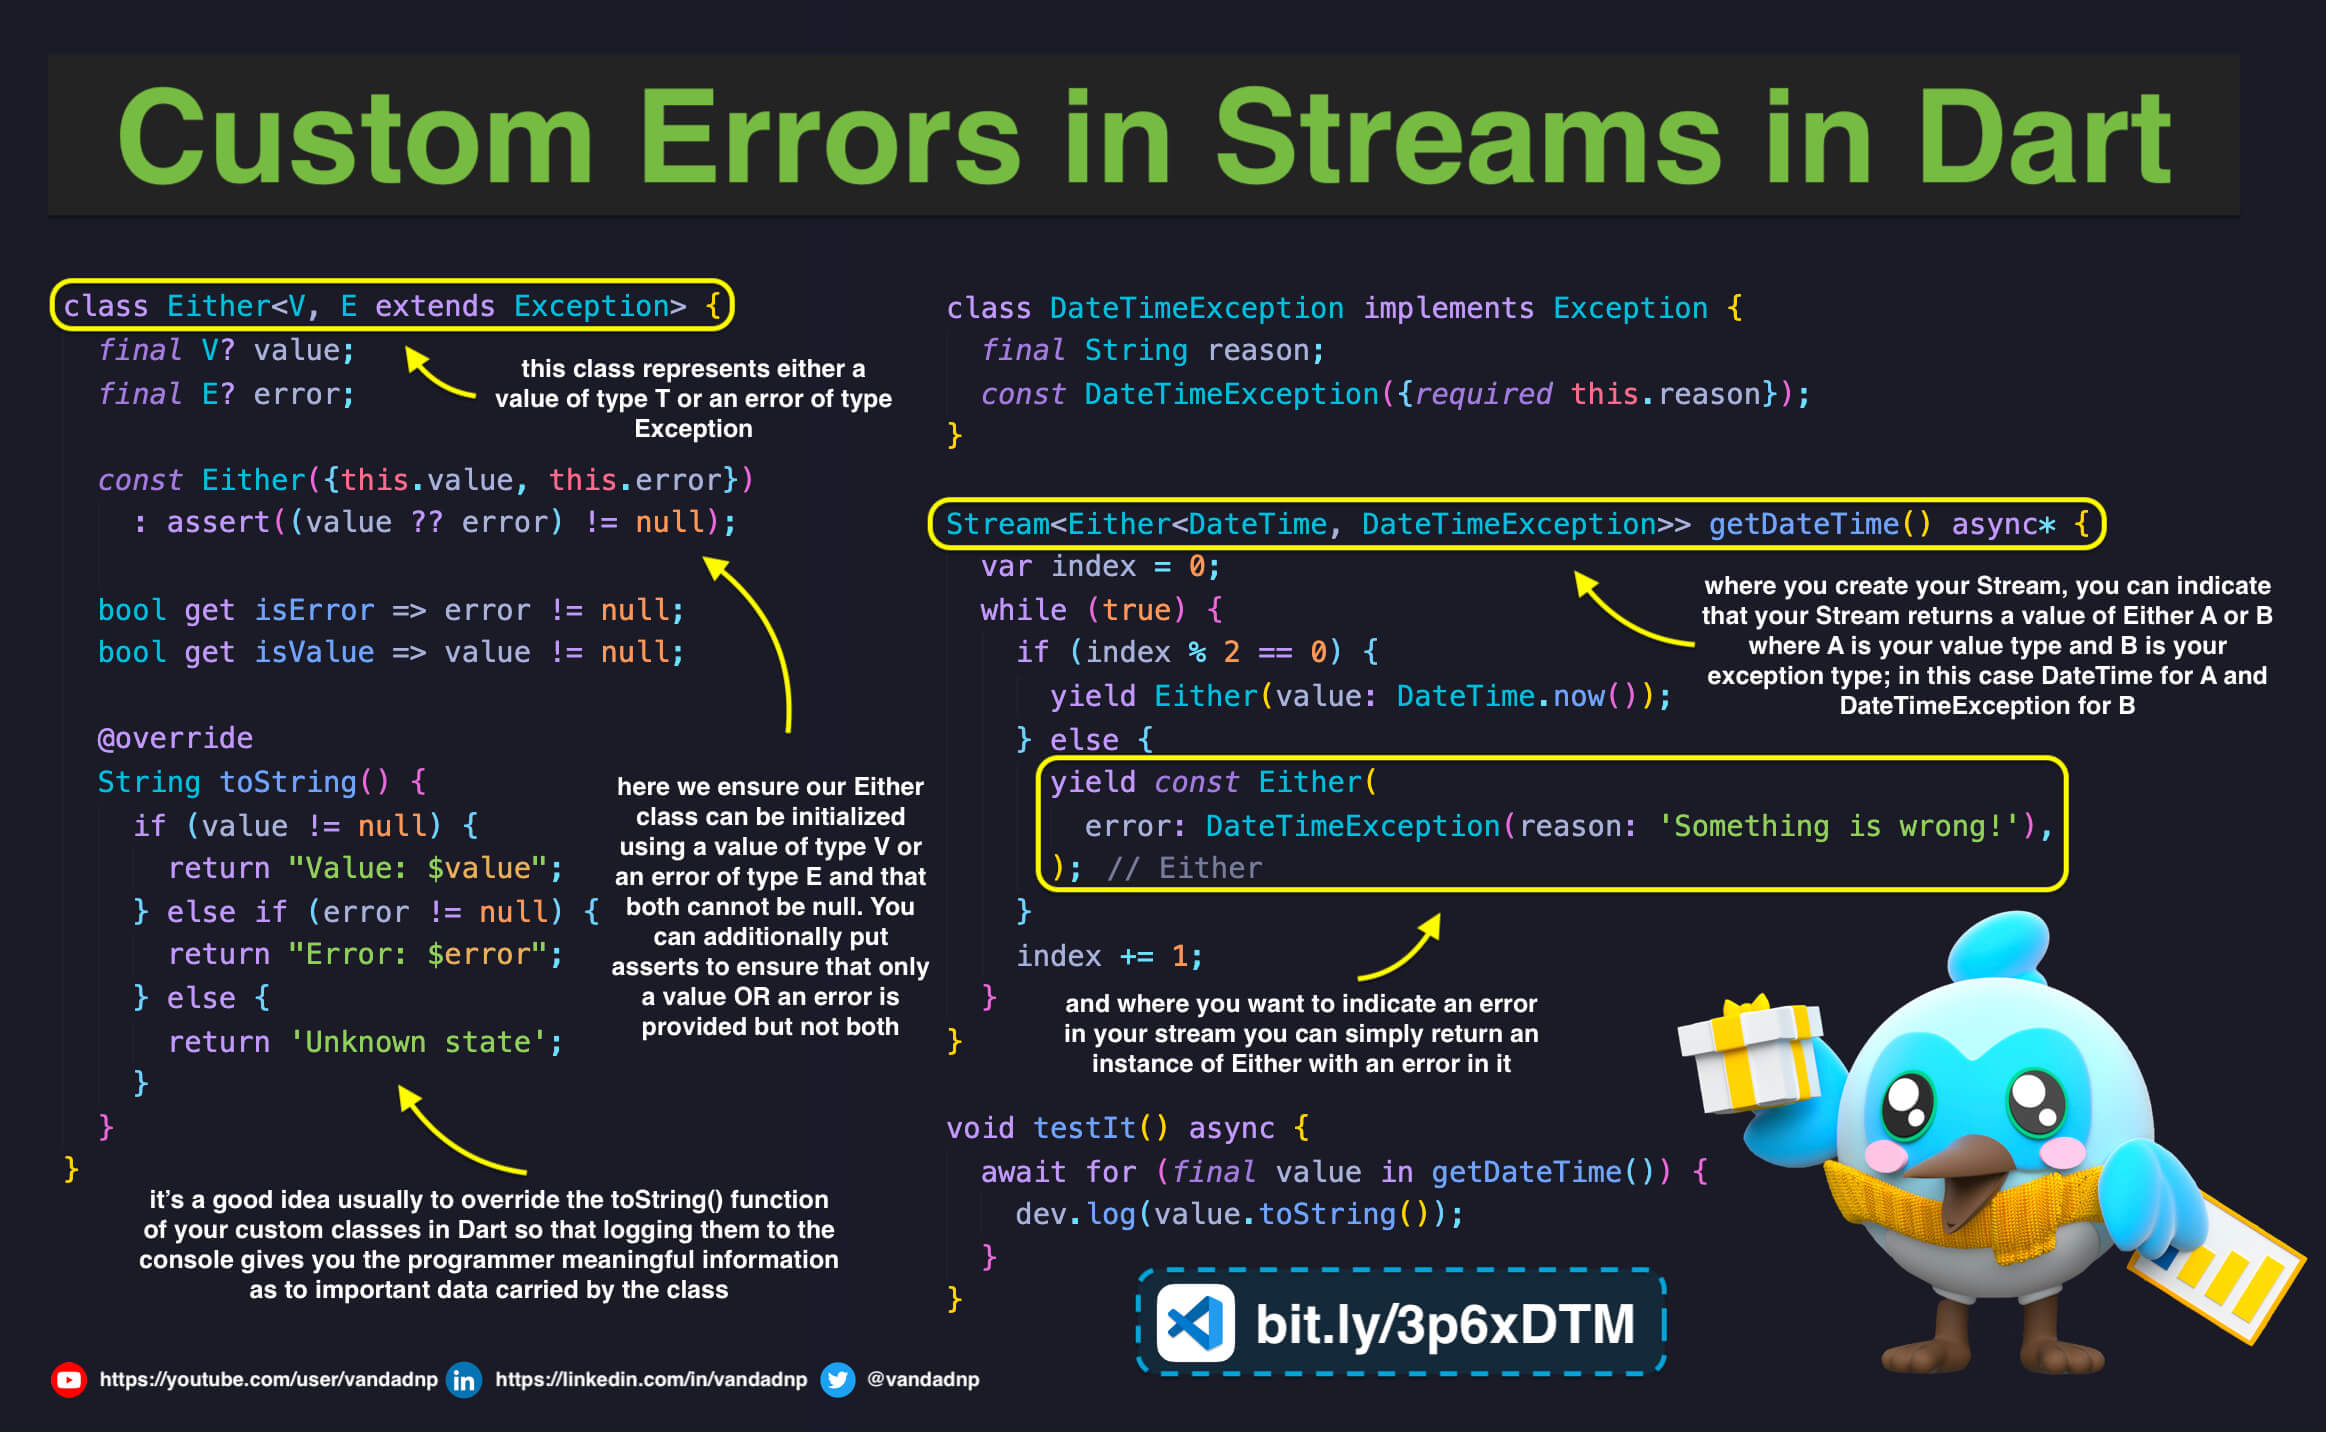 Custom Errors in Streams in Dart
class Either<V, E extends Exception> {
final V? value;
final E? error;
this class represents either a
value of type T or an error of type
Exception
const Either({this.value, this.error})
: assert((value ?? error) != null);
bool get isError => error != null;
bool get isValue => value != null;
@override
String toString() {
if (value != null) {
return "Value: $value";
} else if (error != null) {
return "Error: $error";
} else {
return 'Unknown state';
}
}
}
here we ensure our Either
class can be initialized
using a value of type V or
an error of type E and that
both cannot be null. You
can additionally put
asserts to ensure that only
a value OR an error is
provided but not both
it's a good idea usually to override the toString() function
of your custom classes in Dart so that logging them to the
console gives you the programmer meaningful information
as to important data carried by the class
class DateTimeException implements Exception {
final String reason;
const DateTimeException({required this.reason});
}
Stream<Either<DateTime, DateTimeException>> getDateTime() async* {
var index = 0;
while (true) {
if (index % 2 == 0) {
yield Either(value: DateTime.now());
} else {
yield const Either(
error: DateTimeException(reason: 'Something is wrong!'),
); // Either
}
index += 1;
}
}
where you create your Stream, you can indicate
that your Stream returns a value of Either A or B
where A is your value type and B is your
exception type; in this case DateTime for A and
DateTimeException for B
and where you want to indicate an error
in your stream you can simply return an
instance of Either with an error in it
void testIt() async {
await for (final value in getDateTime()) {
dev.log(value.toString());
}
}
bit.ly/3p6xDTM
https://youtube.com/user/vandadnp
in https://linkedin.com/in/vandadnp
@vandadnp